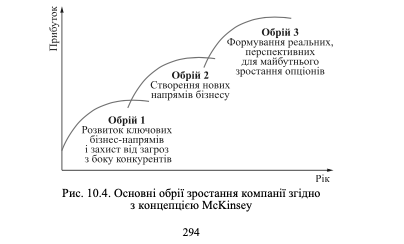 Прибуток
Обрій 3
Формування реальних,
перспективних
для майбутнього
зростання опціонів
Обрій 2
Створення нових
напрямів бізнесу
Обрій 1
Розвиток ключових
бізнес-напрямів
і захист від загроз
з боку конкурентів
Рік
Рис. 10.4. Основні обрії зростання компанії згідно
з концепцією McKinsey
294